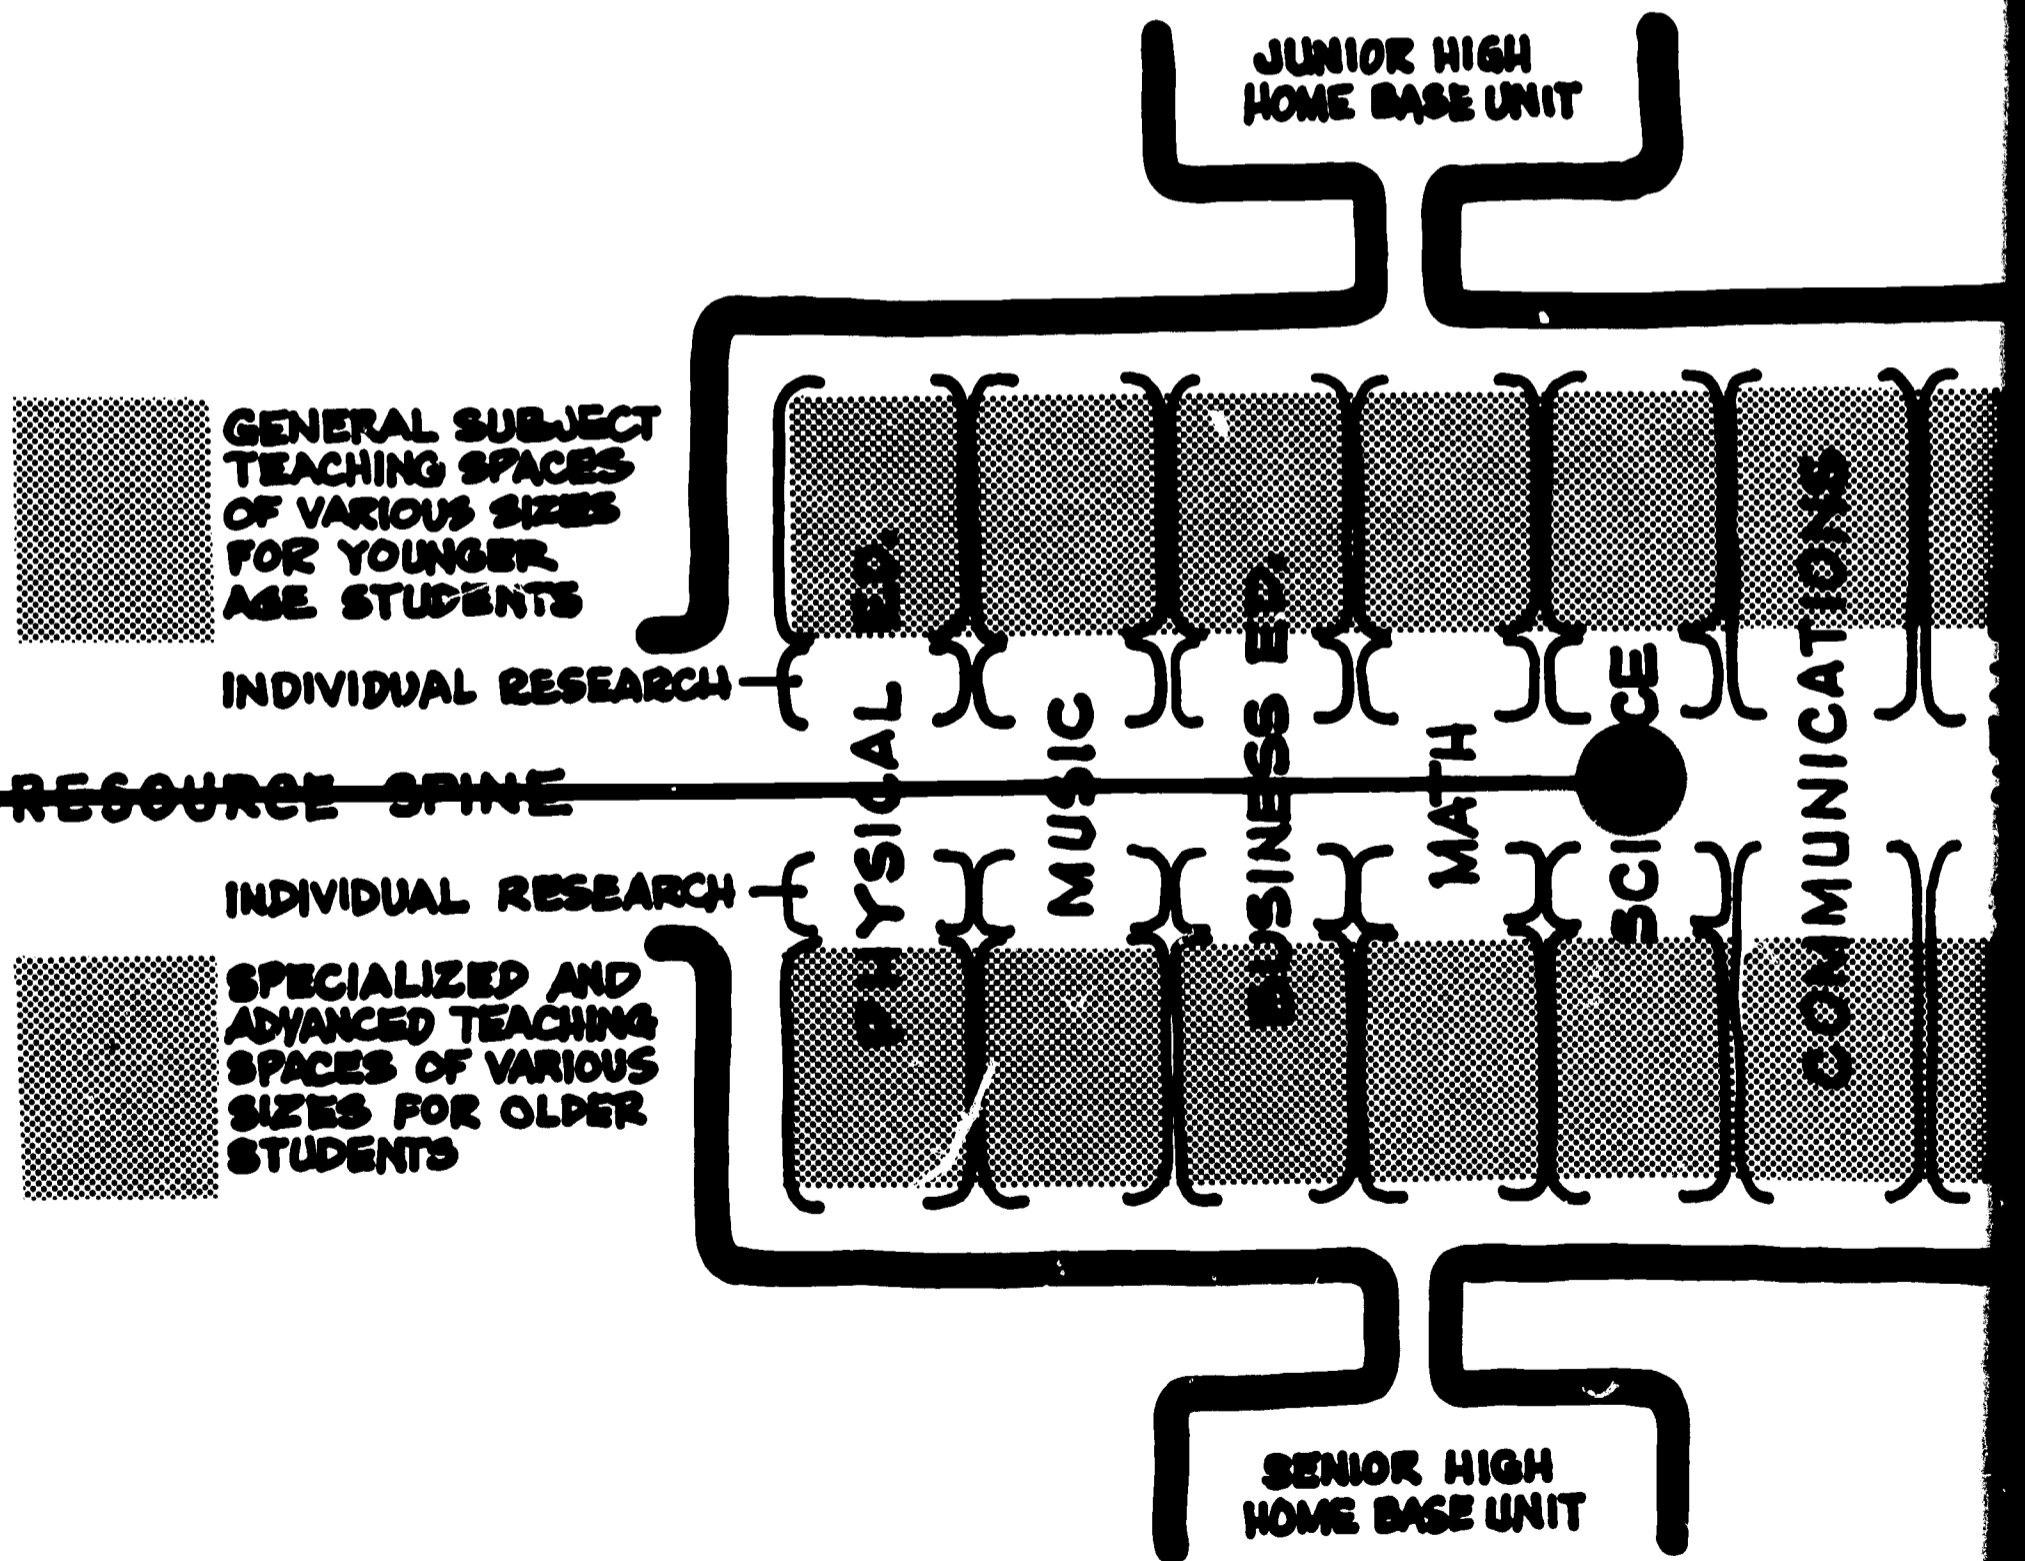 JUNIOR HIGH
HOME BASE UNIT
GENERAL SUBJECT
TEACHING SPACES
OF VARIOUS SIZES
FOR YOUNGER
AGE STUDENTS
INDIVIDUAL RESEARCH
RESOURCE SPINE
INDIVIDUAL RESEARCH
SPECIALIZED AND
ADVANCED TEACHING
SPACES OF VARIOUS
SIZES FOR OLDER
STUDENTS
PHYSICAL ED.
MUSIC
BUSINESS ED.
MATH
SCIENCE
COMMUNICATIONS
SENIOR HIGH
HOME BASE UNIT